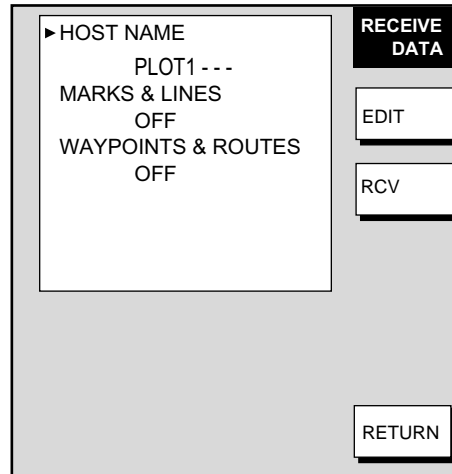 ►HOST NAME
PLOT1 - - -
MARKS & LINES
OFF
WAYPOINTS & ROUTES
OFF
RECEIVE
DATA
EDIT
RCV
RETURN